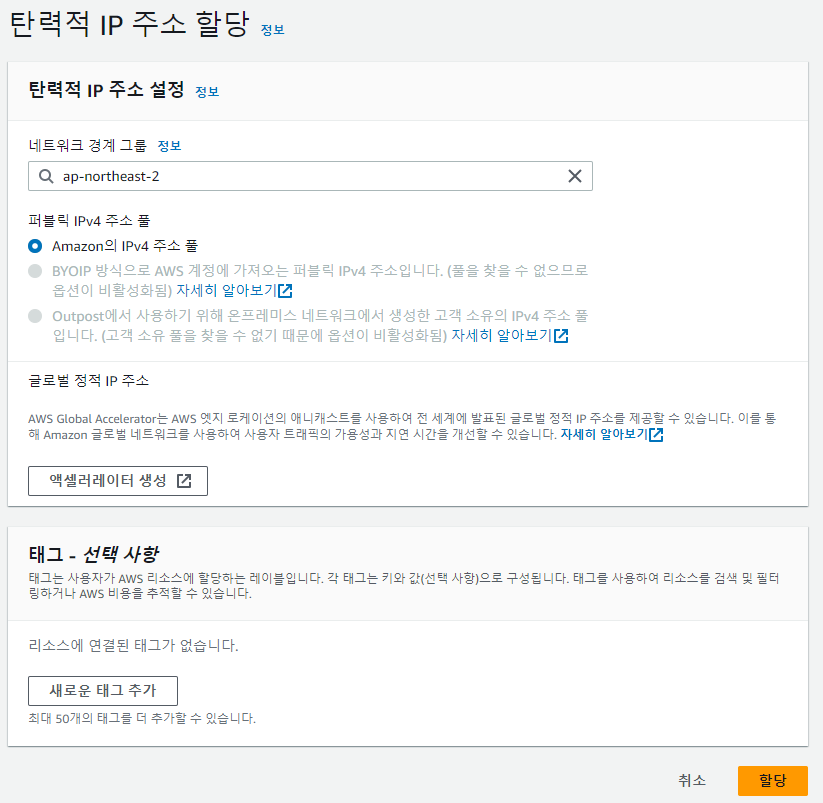 탄력적 IP 주소 할당 정보
탄력적 IP 주소 설정 정보
네트워크 경계 그룹 정보
ap-northeast-2
퍼블릭 IPv4 주소 풀
Amazon의 IPv4 주소 풀
BYOIP 방식으로 AWS 계정에 가져오는 퍼블릭 IPv4 주소입니다. (풀을 찾을 수 없으므로
옵션이 비활성화됨) 자세히 알아보기
Outpost에서 사용하기 위해 온프레미스 네트워크에서 생성한 고객 소유의 IPv4 주소 풀
입니다. (고객 소유 풀을 찾을 수 없기 때문에 옵션이 비활성화됨) 자세히 알아보기
글로벌 정적 IP 주소
AWS Global Accelerator는 AWS 엣지 로케이션의 애니캐스트를 사용하여 전 세계에 발표된 글로벌 정적 IP 주소를 제공할 수 있습니다. 이를 통
해 Amazon 글로벌 네트워크를 사용하여 사용자 트래픽의 가용성과 지연 시간을 개선할 수 있습니다. 자세히 알아보기
액셀러레이터 생성
태그 - 선택 사항
태그는 사용자가 AWS 리소스에 할당하는 레이블입니다. 각 태그는 키와 값(선택 사항)으로 구성됩니다. 태그를 사용하여 리소스를 검색 및 필터
링하거나 AWS 비용을 추적할 수 있습니다.
리소스에 연결된 태그가 없습니다.
새로운 태그 추가
최대 50개의 태그를 더 추가할 수 있습니다.
취소 할당